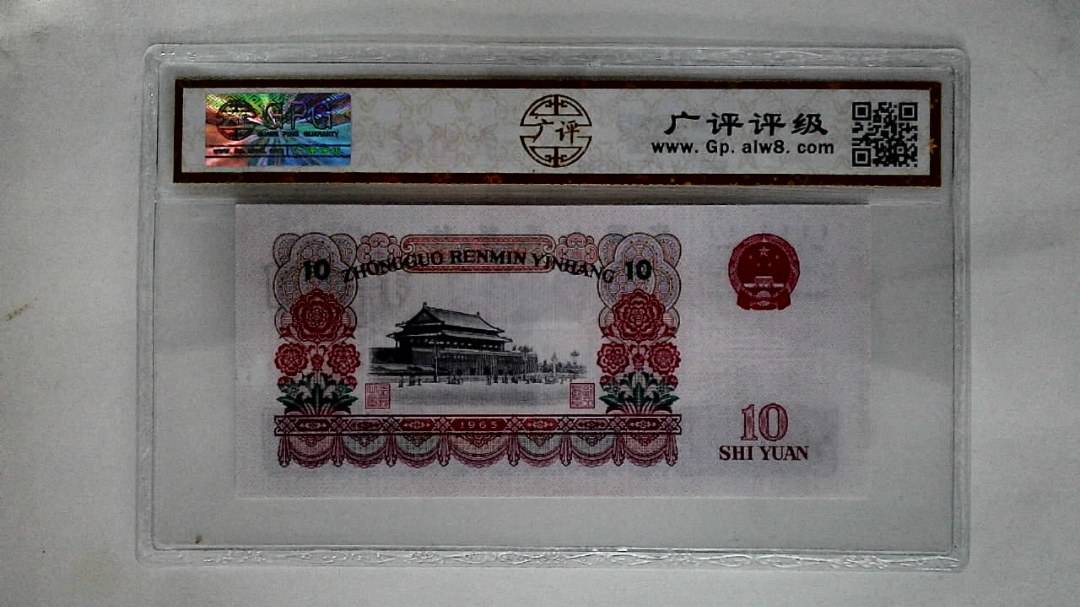 GPG
广评
广评评级
www. Gp. alw8. com
10 ZHONGGUO RENMIN YINHANG 10
1965
10
SHI YUAN